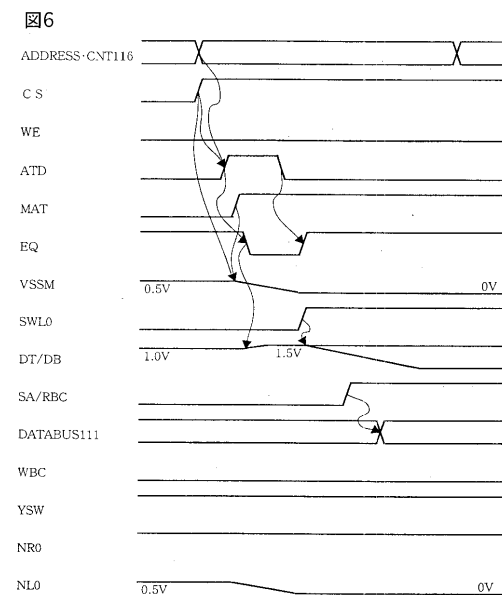 図6
ADDRESS·CNT116
CS
WE
ATD
MAT
EQ
VSSM
0.5V
0V
SWL0
DT/DB
1.0V
1.5V
SA/RBC
DATABUS111
WBC
YSW
NR0
NL0
0.5V
0V